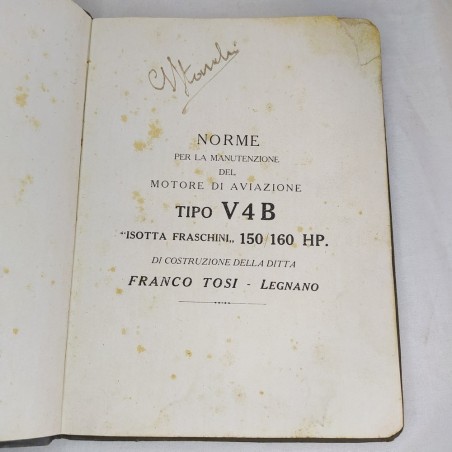 NORME
PER LA MANUTENZIONE
DEL
MOTORE DI AVIAZIONE
TIPO V4B
"ISOTTA FRASCHINI„ 150/160 HP.
DI COSTRUZIONE DELLA DITTA
FRANCO TOSI - LEGNANO